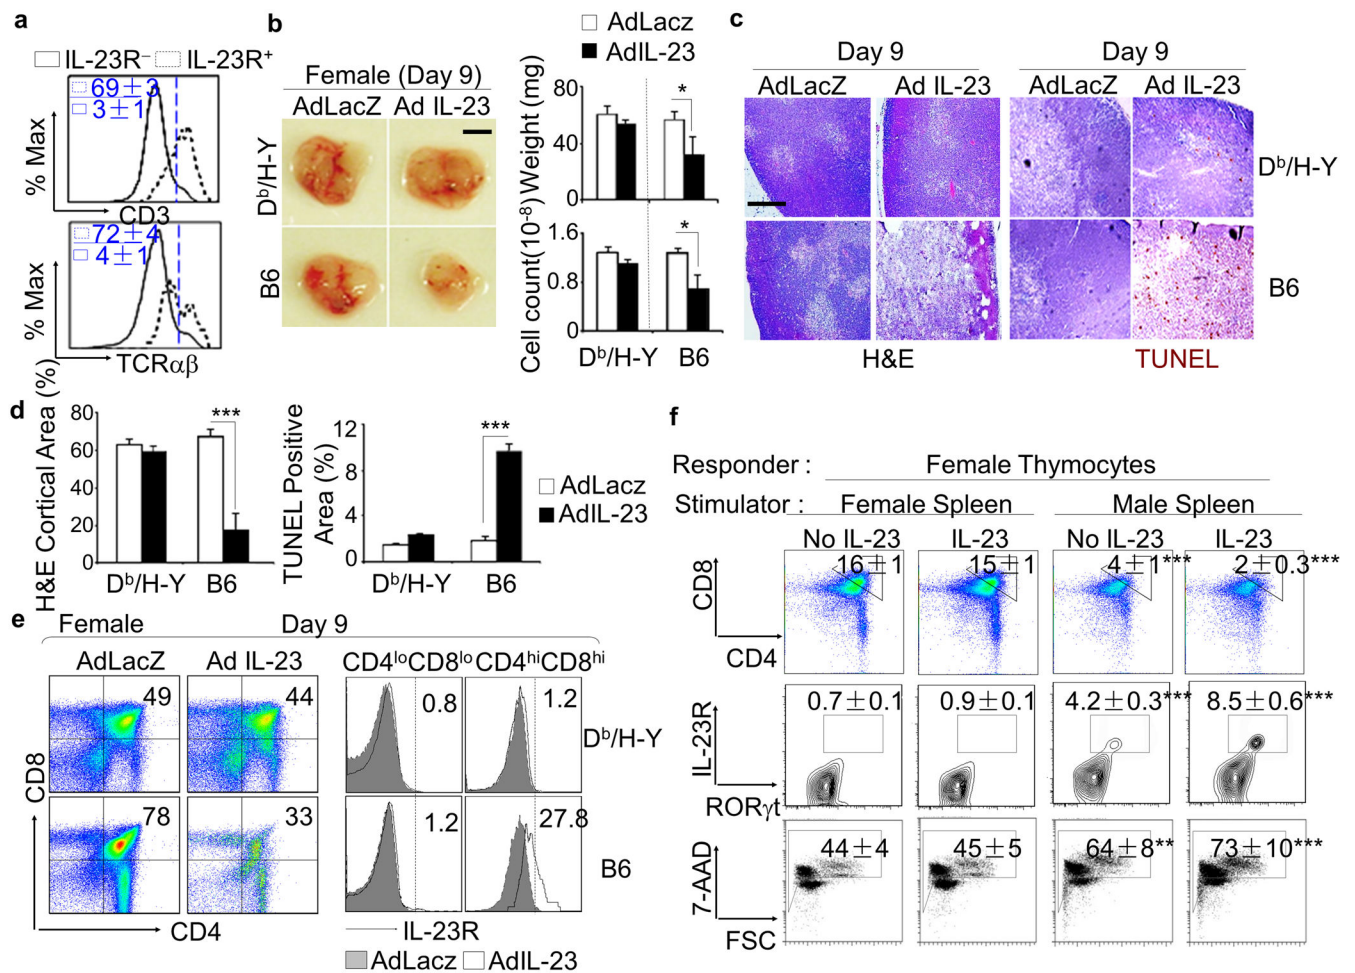 a
IL-23R⁻ IL-23R⁺
69±3
3±1
% Max
CD3
72±4
4±1
% Max
TCRαβ
b
AdLacz
AdIL-23
Female (Day 9)
AdLacZ Ad IL-23
Dᵇ/H-Y
B6
Weight (mg)
80
40
0
*
Cell count(10⁻⁸)
1.6
0.8
0
*
Dᵇ/H-Y B6
c
Day 9 Day 9
AdLacZ Ad IL-23 AdLacZ Ad IL-23
Dᵇ/H-Y
B6
H&E TUNEL
d
H&E Cortical Area (%)
80
60
40
20
0
***
Dᵇ/H-Y B6
TUNEL Positive
Area (%)
12
8
4
0
***
Dᵇ/H-Y B6
AdLacz
AdIL-23
e
Female Day 9
AdLacZ Ad IL-23 CD4ˡᵒCD8ˡᵒ CD4ʰⁱCD8ʰⁱ
49 44 0.8 1.2
Dᵇ/H-Y
78 33 1.2 27.8
B6
CD8
CD4 IL-23R
AdLacz AdIL-23
f
Responder : Female Thymocytes
Stimulator : Female Spleen Male Spleen
No IL-23 IL-23 No IL-23 IL-23
16±1 15±1 4±1*** 2±0.3***
CD8
CD4
0.7±0.1 0.9±0.1 4.2±0.3*** 8.5±0.6***
IL-23R
RORγt
44±4 45±5 64±8** 73±10***
7-AAD
FSC